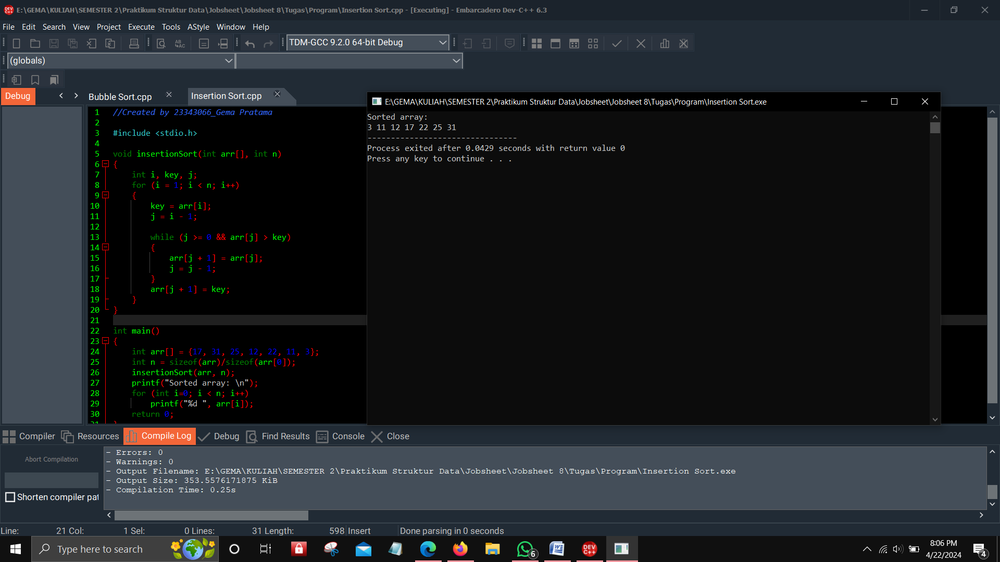 E:\GEMA\KULIAH\SEMESTER 2\Praktikum Struktur Data\Jobsheet\Jobsheet 8\Tugas\Program\Insertion Sort.cpp - [Executing] - Embarcadero Dev-C++ 6.3
File Edit Search View Project Execute Tools AStyle Window Help
TDM-GCC 9.2.0 64-bit Debug
(globals)
Debug
Bubble Sort.cpp
Insertion Sort.cpp
1 //Created by 23343066_Gema Pratama
2
3 #include <stdio.h>
4
5 void insertionSort(int arr[], int n)
6 {
7 int i, key, j;
8 for (i = 1; i < n; i++)
9 {
10 key = arr[i];
11 j = i - 1;
12
13 while (j >= 0 && arr[j] > key)
14 {
15 arr[j + 1] = arr[j];
16 j = j - 1;
17 }
18 arr[j + 1] = key;
19 }
20 }
21
22 int main()
23 {
24 int arr[] = {17, 31, 25, 12, 22, 11, 3};
25 int n = sizeof(arr)/sizeof(arr[0]);
26 insertionSort(arr, n);
27 printf("Sorted array: \n");
28 for (int i=0; i < n; i++)
29 printf("%d ", arr[i]);
30 return 0;
31 }
E:\GEMA\KULIAH\SEMESTER 2\Praktikum Struktur Data\Jobsheet\Jobsheet 8\Tugas\Program\Insertion Sort.exe
Sorted array:
3 11 12 17 22 25 31
--------------------------------
Process exited after 0.0429 seconds with return value 0
Press any key to continue . . .
Compiler Resources Compile Log Debug Find Results Console Close
Abort Compilation
Shorten compiler pat
- Errors: 0
- Warnings: 0
- Output Filename: E:\GEMA\KULIAH\SEMESTER 2\Praktikum Struktur Data\Jobsheet\Jobsheet 8\Tugas\Program\Insertion Sort.exe
- Output Size: 353.5576171875 KiB
- Compilation Time: 0.25s
Line: 21 Col: 1 Sel: 0 Lines: 31 Length: 598 Insert Done parsing in 0 seconds
Type here to search
6
DEV C++
8:06 PM
4/22/2024
4